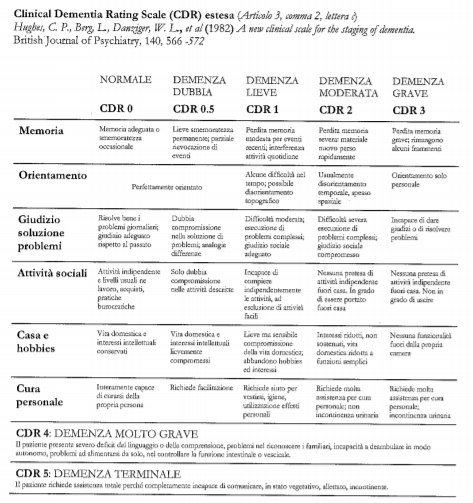 Clinical Dementia Rating Scale (CDR) estesa (Articolo 3, comma 2, lettera c)
Hughes, C. P., Berg, L., Danziger, W. L., et al (1982) A new clinical scale for the staging of dementia.
British Journal of Psychiatry, 140, 566 -572
NORMALE
CDR 0
DEMENZA
DUBBIA
CDR 0.5
DEMENZA
LIEVE
CDR 1
DEMENZA
MODERATA
CDR 2
DEMENZA
GRAVE
CDR 3
Memoria
Memoria adeguata o
smemoratezza
occasionale
Lieve smemoratezza
permanente; parziale
rievocazione di
eventi
Perdita memoria
modesta per eventi
recenti; interferenza
attività quotidiane
Perdita memoria
severa: materiale
nuovo perso
rapidamente
Perdita memoria
grave; rimangono
alcuni frammenti
Orientamento
Perfettamente orientato
Alcune difficoltà nel
tempo; possibile
disorientamento
topografico
Usualmente
disorientamento
temporale, spesso
spaziale
Orientamento solo
personale
Giudizio
soluzione
problemi
Risolve bene i
problemi giornalieri;
giudizio adeguato
rispetto al passato
Dubbia
compromissione
nella soluzione di
problemi; analogie
differenze
Difficoltà moderata;
esecuzione di
problemi complessi;
giudizio sociale
adeguato
Difficoltà severa
esecuzione di
problemi complessi;
giudizio sociale
compromesso
Incapace di dare
giudizi o di risolvere
problemi
Attività sociali
Attività indipendente
e livelli usuali ne
lavoro, acquisti,
pratiche
burocratiche
Solo dubbia
compromissione
nelle attività descritte
Incapace di
compiere
indipendentemente
le attività, ad
esclusione di attività
facili
Nessuna pretesa di
attività indipendente
fuori casa. In grado
di essere portato
fuori casa
Nessuna pretesa di
attività indipendente
fuori casa. Non in
grado di uscire
Casa e
hobbies
Vita domestica e
interessi intellettuali
conservati
Vita domestica e
interessi intellettuali
lievemente
compromessi
Lieve ma sensibile
compromissione
della vita domestica;
abbandono hobbies
ed interessi
Interessi ridotti, non
sostenuti, vita
domestica ridotta a
funzioni semplici
Nessuna funzionalità
fuori dalla propria
camera
Cura
personale
Interamente capace
di curarsi della
propria persona
Richiede facilitazione
Richiede aiuto per
vestirsi, igiene,
utilizzazione effetti
personali
Richiede molta
assistenza per cura
personale; non
incontinenza urinaria
Richiede molta
assistenza per cura
personale;
incontinenza urinaria
CDR 4: DEMENZA MOLTO GRAVE
Il paziente presenta severo deficit del linguaggio o della comprensione, problemi nel riconoscere i familiari, incapacità a deambulare in modo
autonomo, problemi ad alimentarsi da solo, nel controllare la funzione intestinale o vescicale.
CDR 5: DEMENZA TERMINALE
Il paziente richiede assistenza totale perché completamente incapace di comunicare, in stato vegetativo, allettato, incontinente.